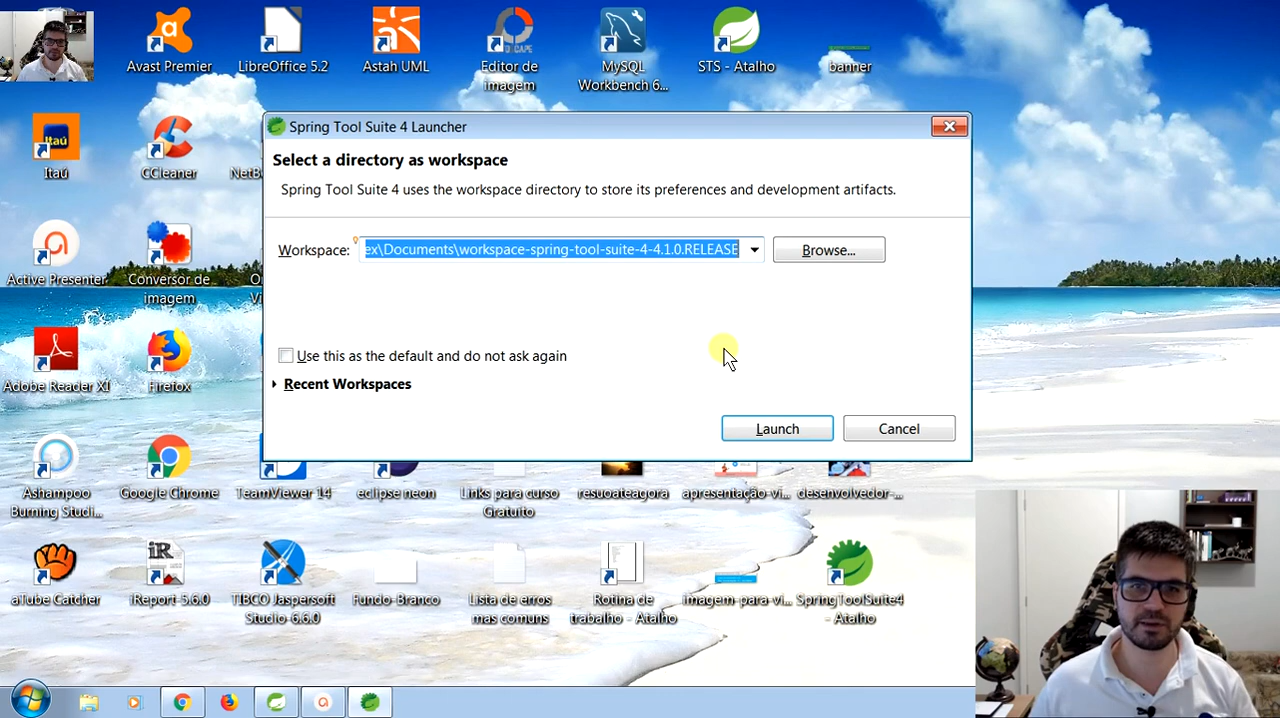 Avast Premier
LibreOffice 5.2
Astah UML
Editor de
imagem
MySQL
Workbench 6...
STS - Atalho
banner
Itaú
Itaú
CCleaner
NetB
Spring Tool Suite 4 Launcher
Select a directory as workspace
Spring Tool Suite 4 uses the workspace directory to store its preferences and development artifacts.
Workspace:
ex\Documents\workspace-spring-tool-suite-4-4.1.0.RELEASE
Browse...
Use this as the default and do not ask again
Recent Workspaces
Launch
Cancel
Active Presenter
Conversor de
imagem
Adobe Reader XI
Firefox
Ashampoo
Burning Studi...
Google Chrome
TeamViewer 14
eclipse neon
Links para curso
Gratuito
resuoateagora
apresentação-vi...
desenvolvedor-...
iR
aTube Catcher
iReport-5.6.0
TIBCO Jaspersoft
Studio-6.6.0
Fundo-Branco
Lista de erros
mas comuns
Rotina de
trabalho - Atalho
imagem-para-vi...
SpringToolSuite4
- Atalho